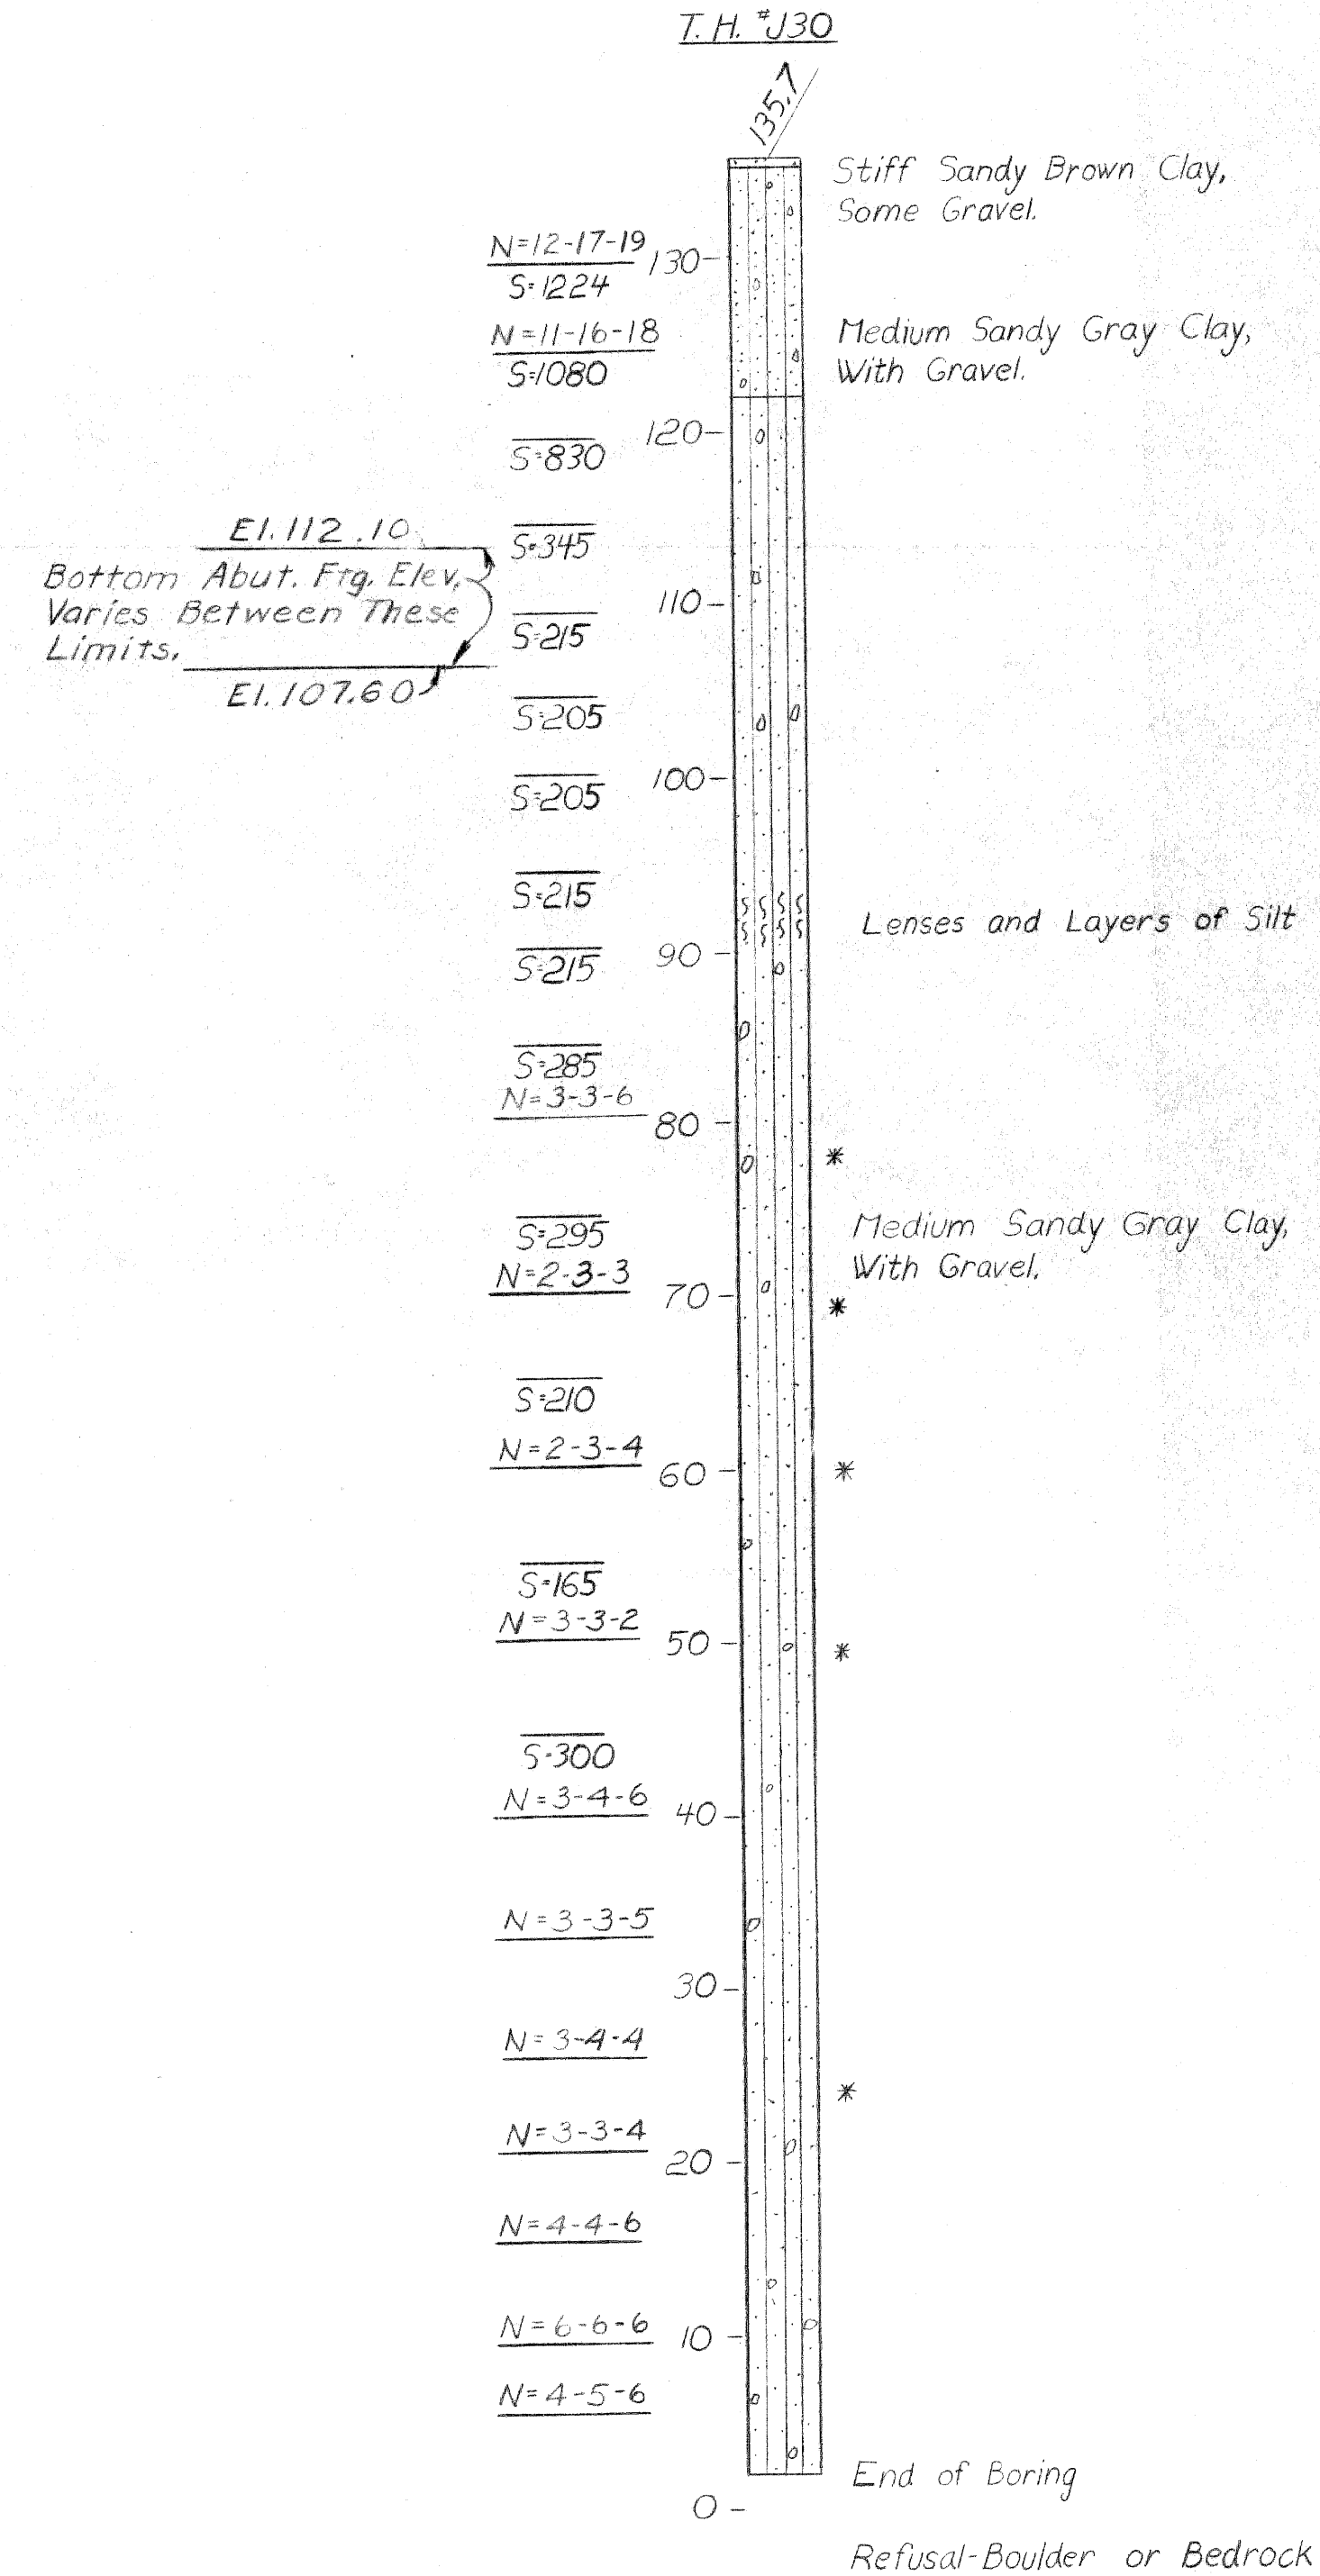 T. H. #J30
135.7
Stiff Sandy Brown Clay,
Some Gravel.
N=12-17-19
S=1224
130-
N=11-16-18
S=1080
Medium Sandy Gray Clay,
With Gravel.
120-
S=830
El. 112.10
S=345
Bottom Abut. Ftg. Elev.
Varies Between These
Limits.
110-
S=215
El. 107.60
S=205
100-
S=205
S=215
Lenses and Layers of Silt
90-
S=215
S=285
N=3-3-6
80-
*
S=295
Medium Sandy Gray Clay,
With Gravel.
N=2-3-3
70-
*
S=210
N=2-3-4
60-
*
S=165
N=3-3-2
50-
*
S=300
N=3-4-6
40-
N=3-3-5
30-
N=3-4-4
*
N=3-3-4
20-
N=4-4-6
N=6-6-6
10-
N=4-5-6
End of Boring
0-
Refusal-Boulder or Bedrock